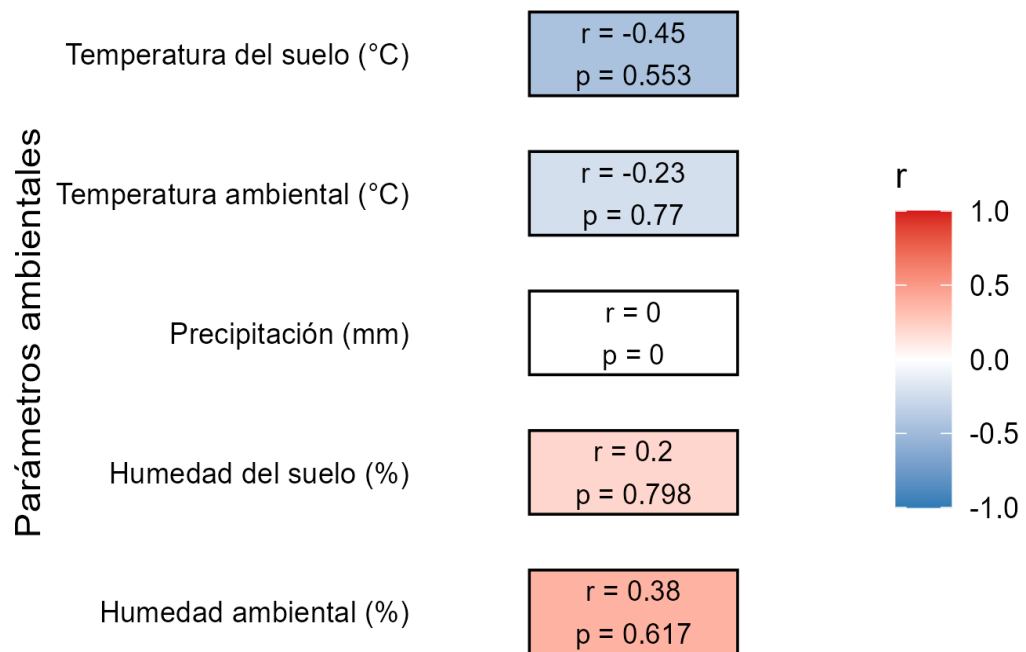 Parámetros ambientales
Temperatura del suelo (°C)
r = -0.45
p = 0.553
Temperatura ambiental (°C)
r = -0.23
p = 0.77
Precipitación (mm)
r = 0
p = 0
Humedad del suelo (%)
r = 0.2
p = 0.798
Humedad ambiental (%)
r = 0.38
p = 0.617
r
1.0
0.5
0.0
-0.5
-1.0